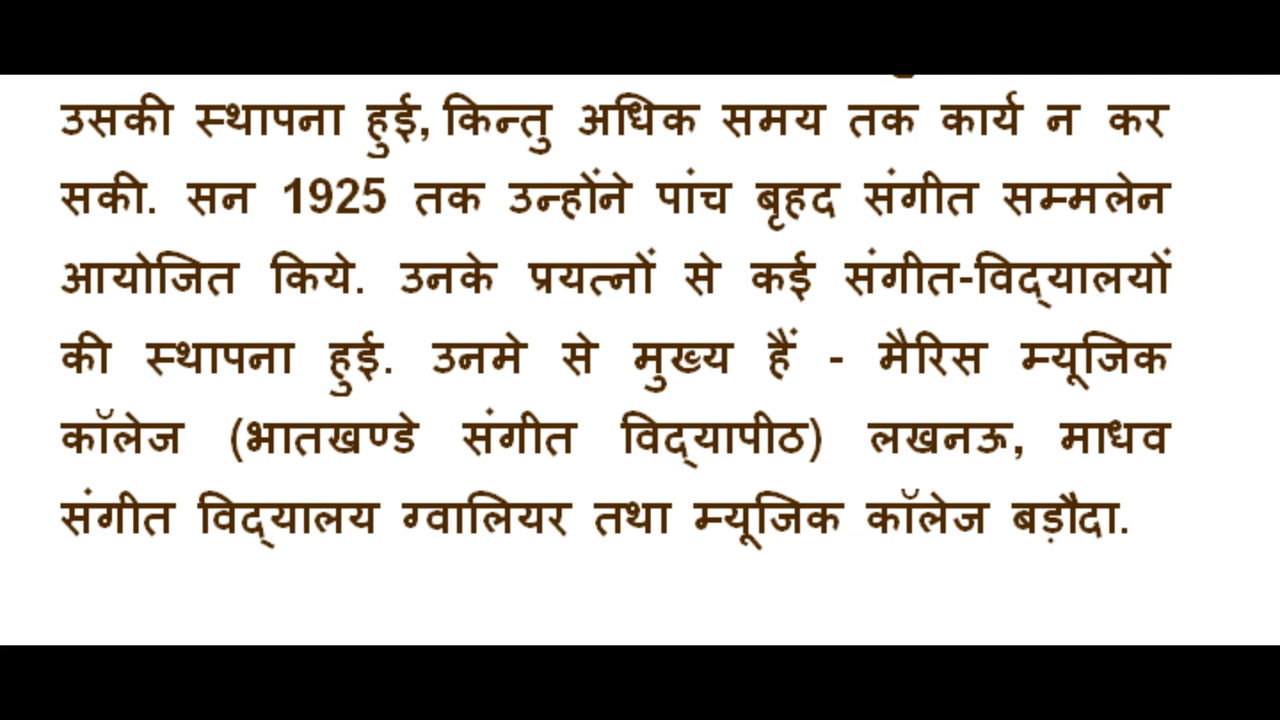 उसकी स्थापना हुई, किन्तु अधिक समय तक कार्य न कर
सकी. सन 1925 तक उन्होंने पांच बृहद संगीत सम्मलेन
आयोजित किये. उनके प्रयत्नों से कई संगीत-विद्यालयों
की स्थापना हुई. उनमे से मुख्य हैं - मैरिस म्यूजिक
कॉलेज (भातखण्डे संगीत विद्यापीठ) लखनऊ, माधव
संगीत विद्यालय ग्वालियर तथा म्यूजिक कॉलेज बड़ौदा.